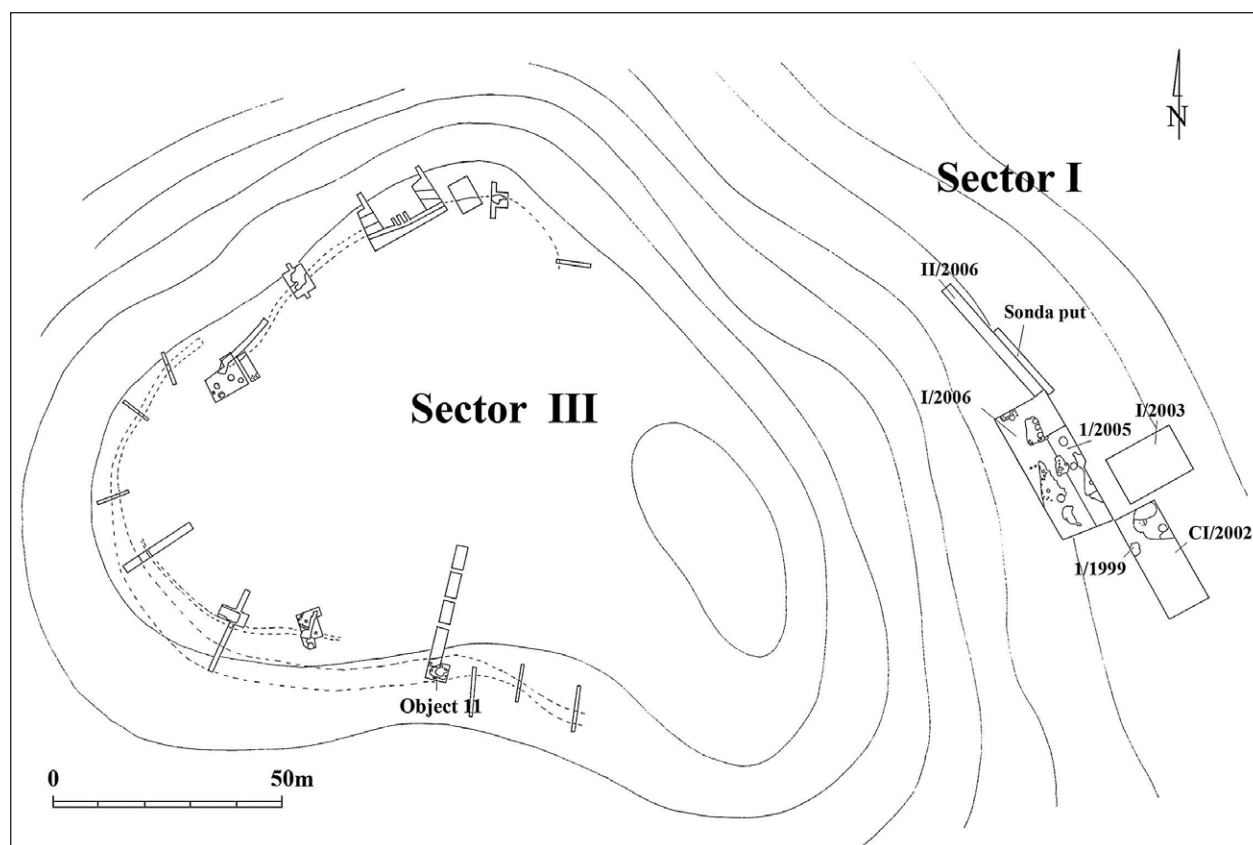 N
Sector I
II/2006
Sonda put
I/2006
1/2005
I/2003
Sector III
CI/2002
1/1999
Object 11
0 50m